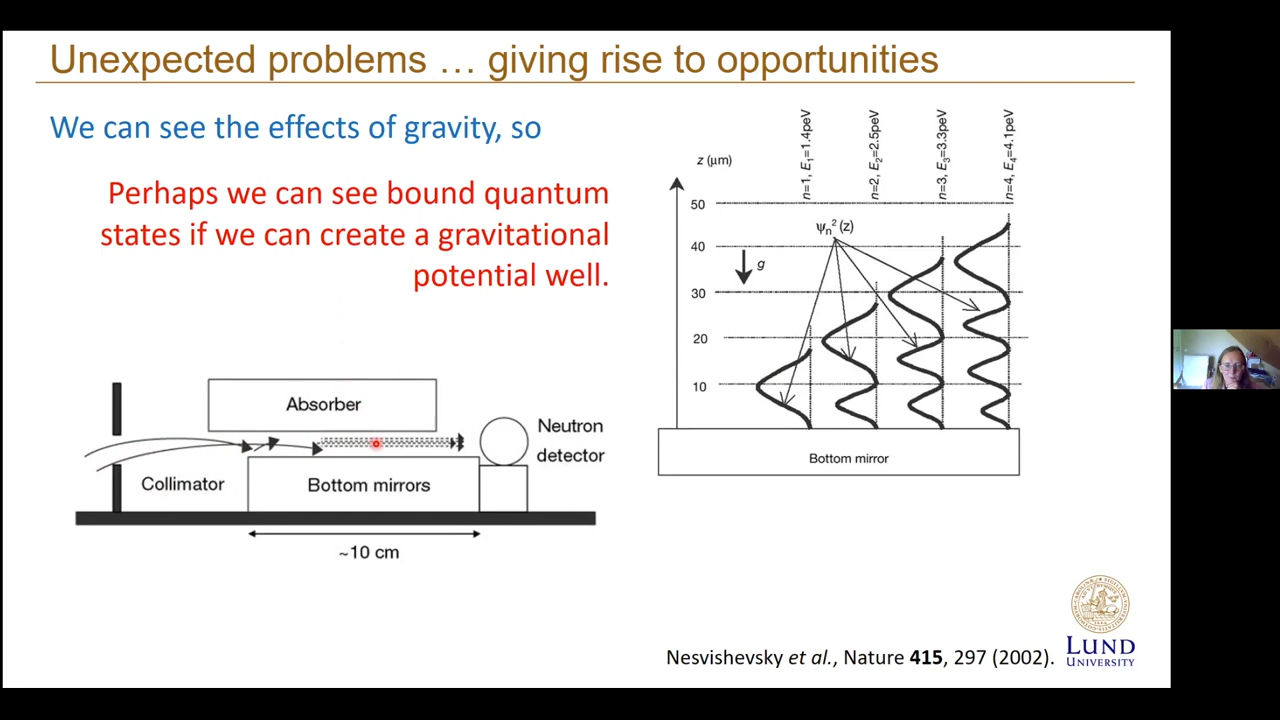 Unexpected problems … giving rise to opportunities
We can see the effects of gravity, so
Perhaps we can see bound quantum
states if we can create a gravitational
potential well.
Absorber
Collimator
Bottom mirrors
Neutron
detector
~10 cm
z (μm)
50
40
30
20
10
g
ψn²(z)
n=1, E1=1.4peV
n=2, E2=2.5peV
n=3, E3=3.3peV
n=4, E4=4.1peV
Bottom mirror
Nesvishevsky et al., Nature 415, 297 (2002).
LUND
UNIVERSITY